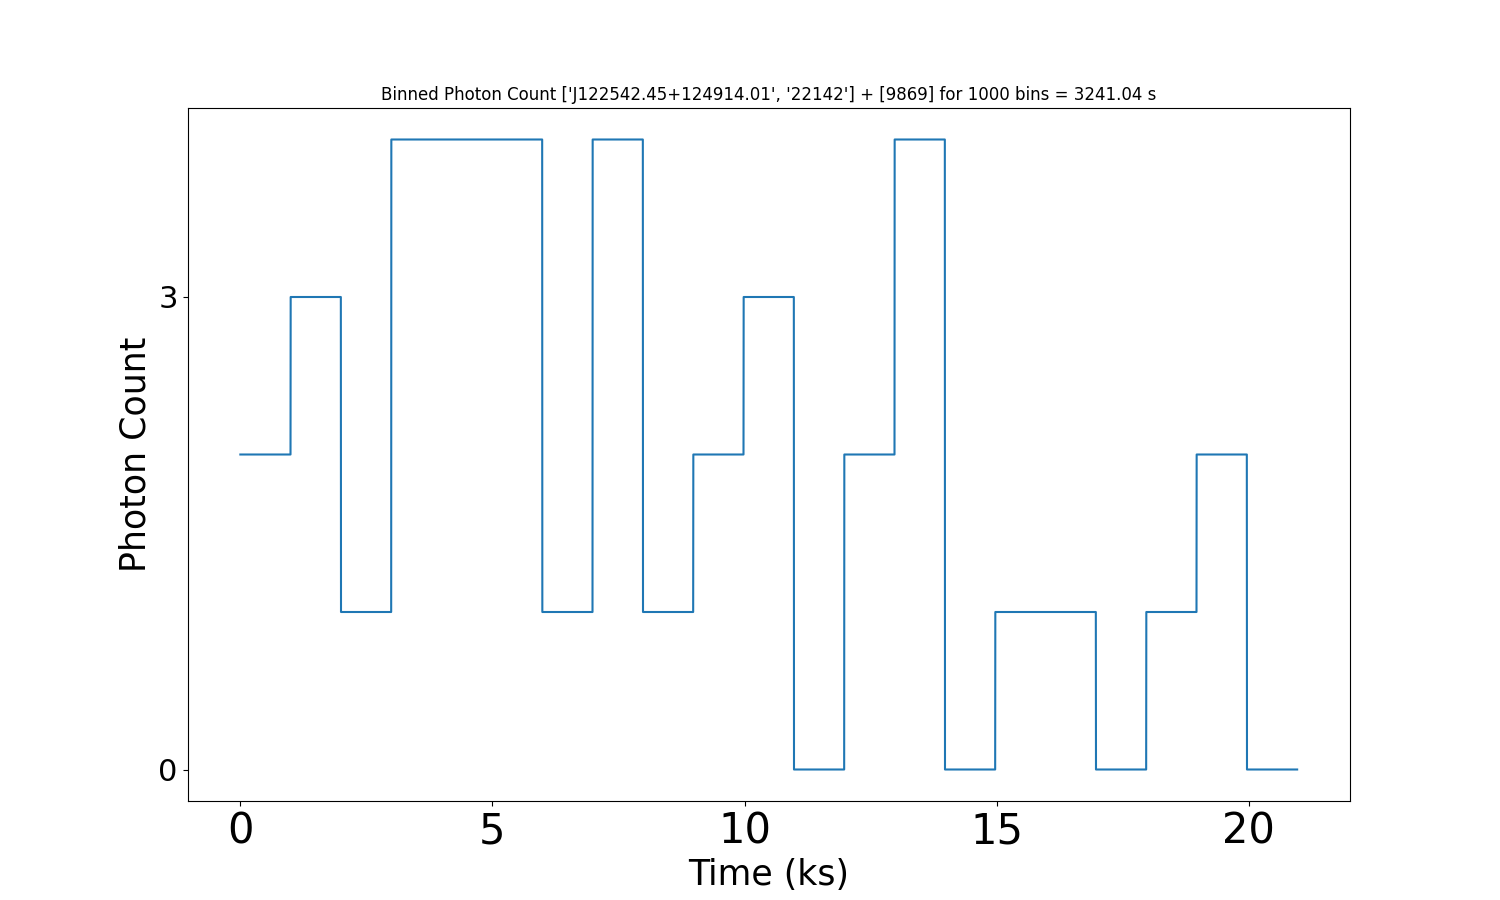 Binned Photon Count ['J122542.45+124914.01', '22142'] + [9869] for 1000 bins = 3241.04 s
Photon Count
3
0
0 5 10 15 20
Time (ks)